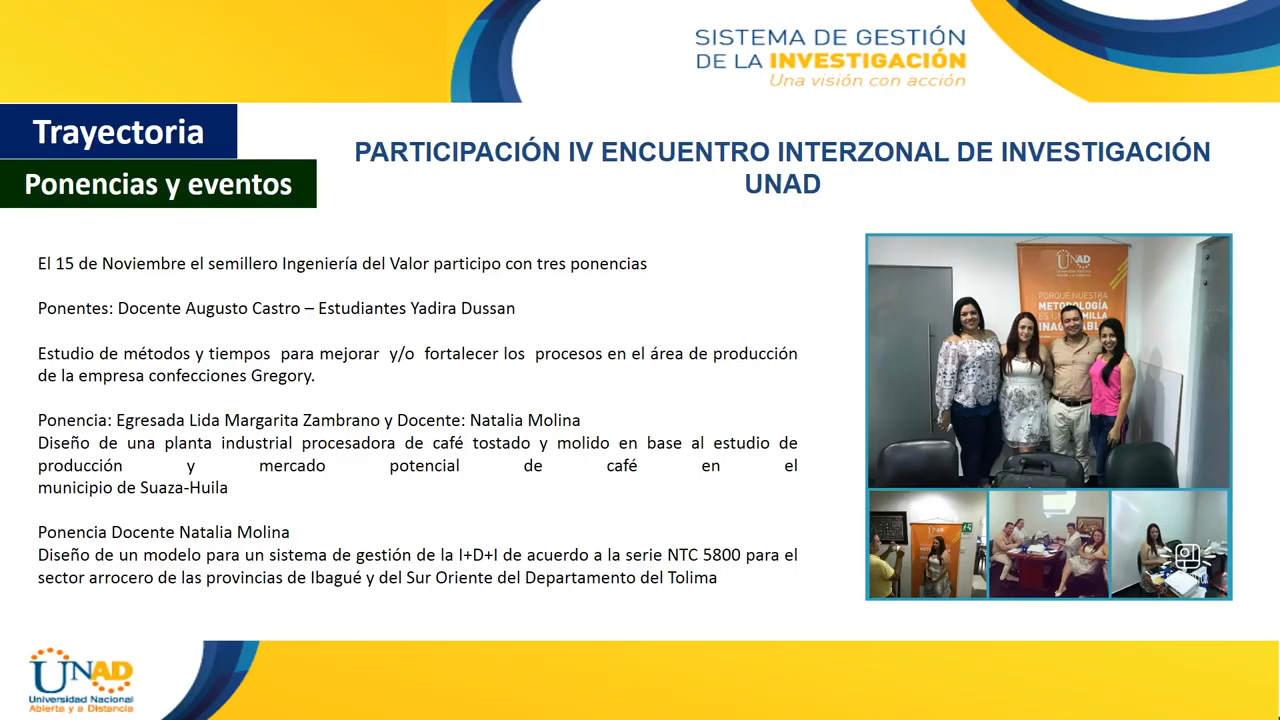 SISTEMA DE GESTIÓN
DE LA INVESTIGACIÓN
Una visión con acción
Trayectoria
Ponencias y eventos
PARTICIPACIÓN IV ENCUENTRO INTERZONAL DE INVESTIGACIÓN
UNAD
El 15 de Noviembre el semillero Ingeniería del Valor participo con tres ponencias
Ponentes: Docente Augusto Castro – Estudiantes Yadira Dussan
Estudio de métodos y tiempos para mejorar y/o fortalecer los procesos en el área de producción
de la empresa confecciones Gregory.
Ponencia: Egresada Lida Margarita Zambrano y Docente: Natalia Molina
Diseño de una planta industrial procesadora de café tostado y molido en base al estudio de
producción y mercado potencial de café en el
municipio de Suaza-Huila
Ponencia Docente Natalia Molina
Diseño de un modelo para un sistema de gestión de la I+D+I de acuerdo a la serie NTC 5800 para el
sector arrocero de las provincias de Ibagué y del Sur Oriente del Departamento del Tolima
UNAD
PORQUE NUESTRA
METODOLOGÍA
ES UN
UNAD
UNAD
Universidad Nacional
Abierta y a Distancia